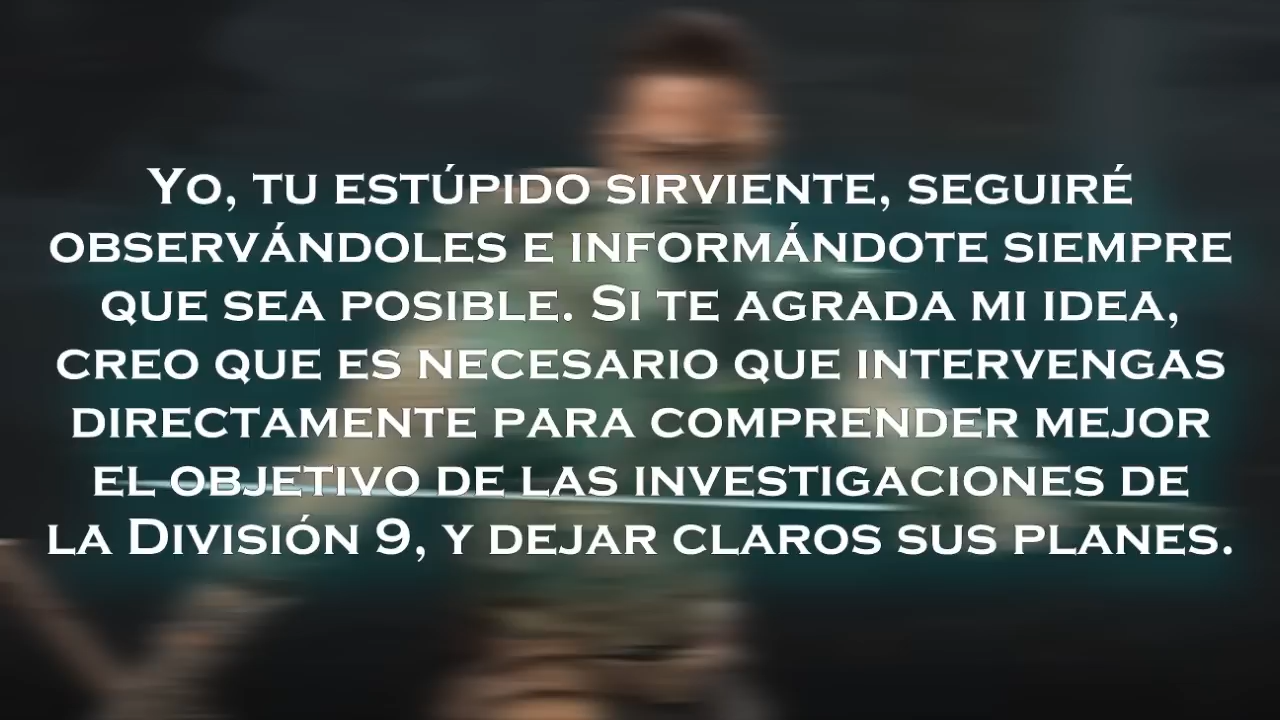 Yo, tu estúpido sirviente, seguiré
observándoles e informándote siempre
que sea posible. Si te agrada mi idea,
creo que es necesario que intervengas
directamente para comprender mejor
el objetivo de las investigaciones de
la División 9, y dejar claros sus planes.